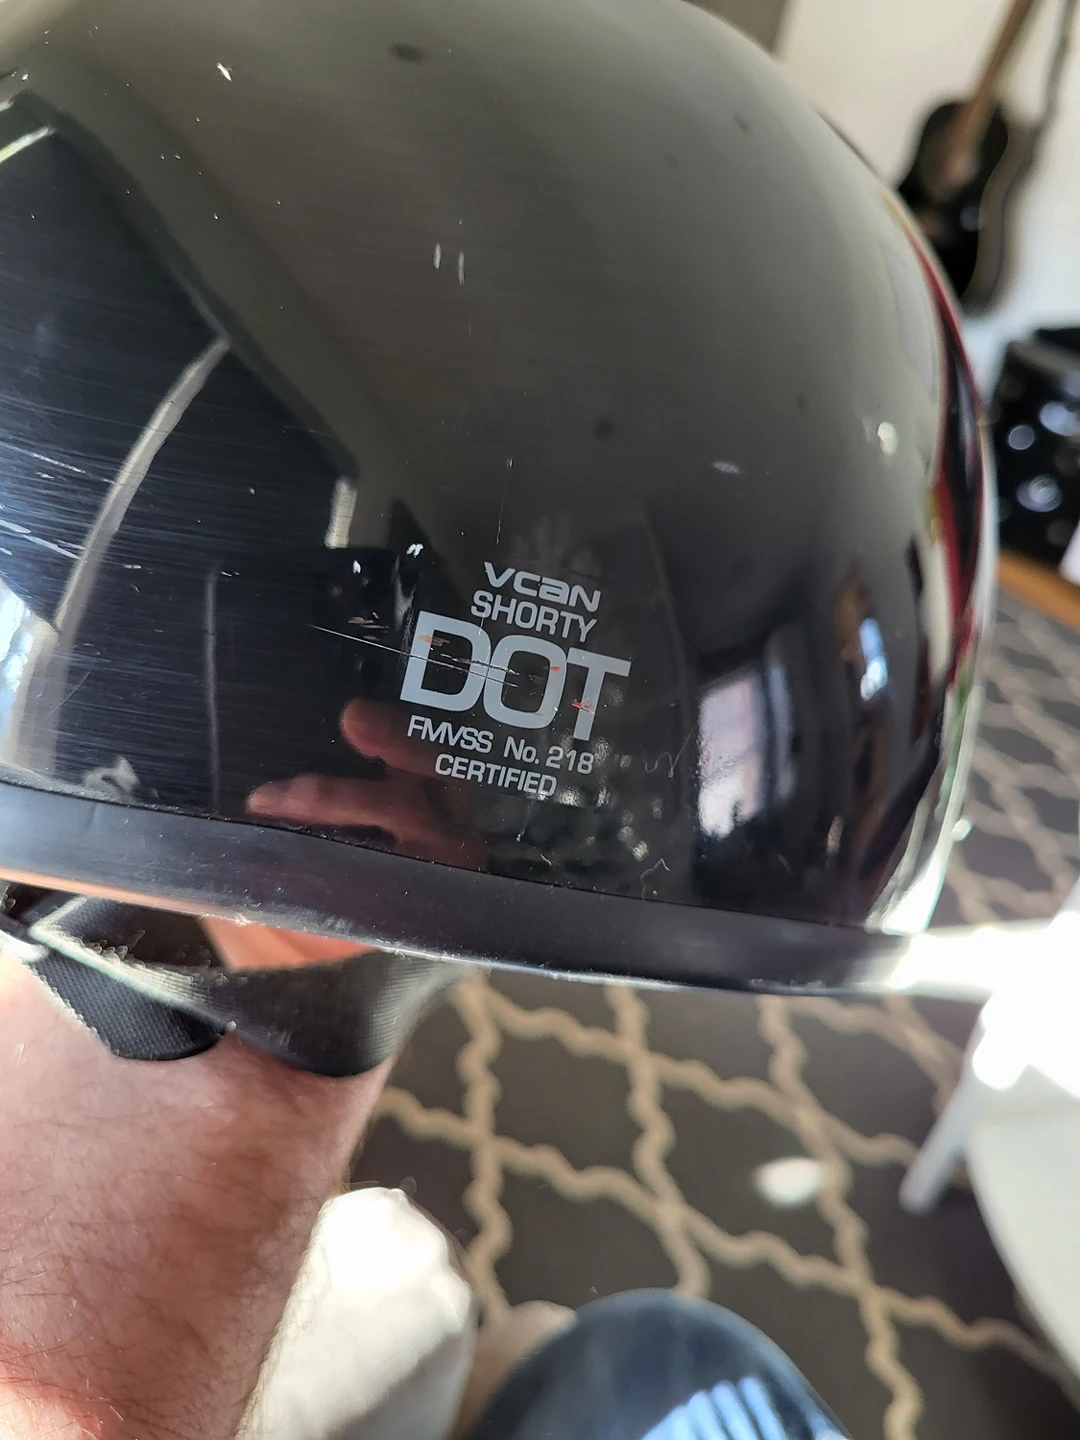 vcan
SHORTY
DOT
FMVSS No. 218
CERTIFIED